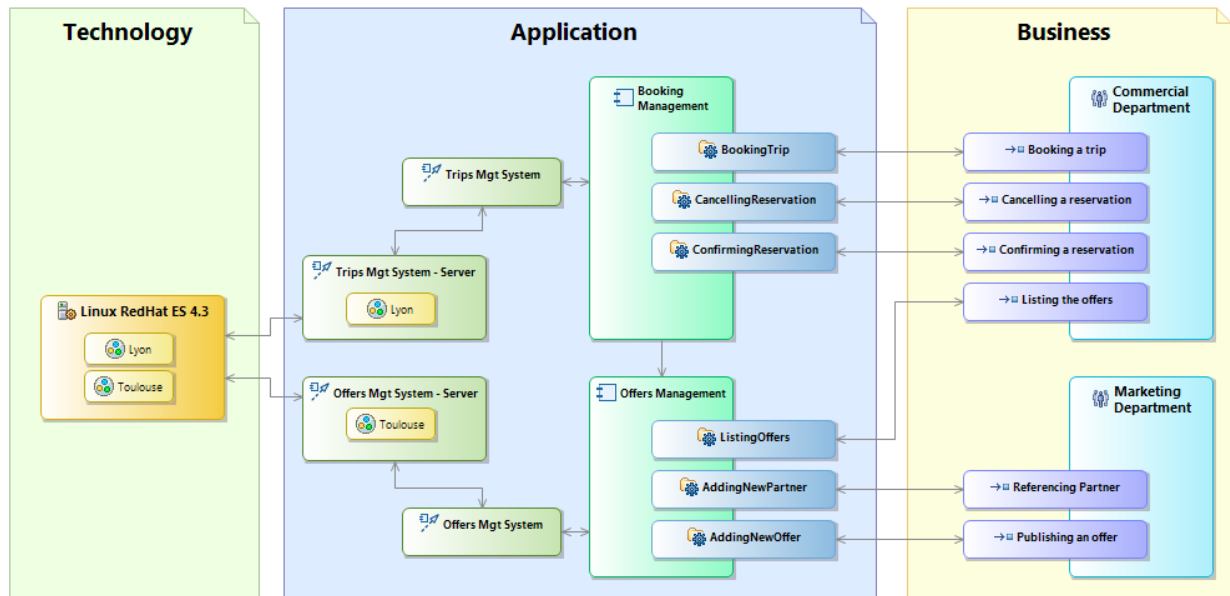 Technology
Linux RedHat ES 4.3
Lyon
Toulouse
Application
Trips Mgt System
Trips Mgt System - Server
Lyon
Offers Mgt System - Server
Toulouse
Offers Mgt System
Booking
Management
BookingTrip
CancellingReservation
ConfirmingReservation
Offers Management
ListingOffers
AddingNewPartner
AddingNewOffer
Business
Commercial
Department
Booking a trip
Cancelling a reservation
Confirming a reservation
Listing the offers
Marketing
Department
Referencing Partner
Publishing an offer